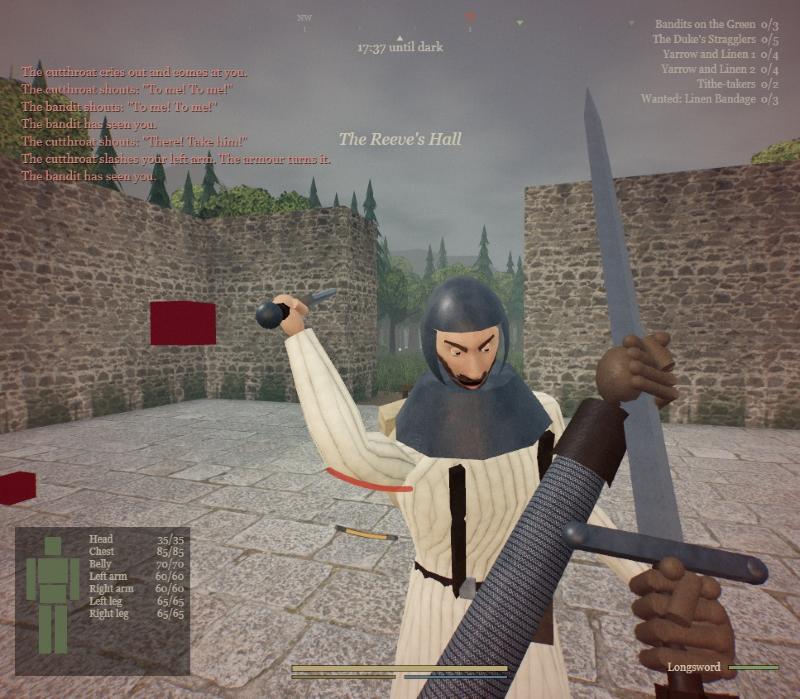 NW
17:37 until dark
Bandits on the Green 0/3
The Duke's Stragglers 0/5
Yarrow and Linen 1 0/4
Yarrow and Linen 2 0/4
Tithe-takers 0/2
Wanted: Linen Bandage 0/3
The cutthroat cries out and comes at you.
The cutthroat shouts: "To me! To me!"
The bandit shouts: "To me! To me!"
The bandit has seen you.
The cutthroat shouts: "There! Take him!"
The cutthroat slashes your left arm. The armour turns it.
The bandit has seen you.
The Reeve's Hall
Head 35/35
Chest 85/85
Belly 70/70
Left arm 60/60
Right arm 60/60
Left leg 65/65
Right leg 65/65
Longsword